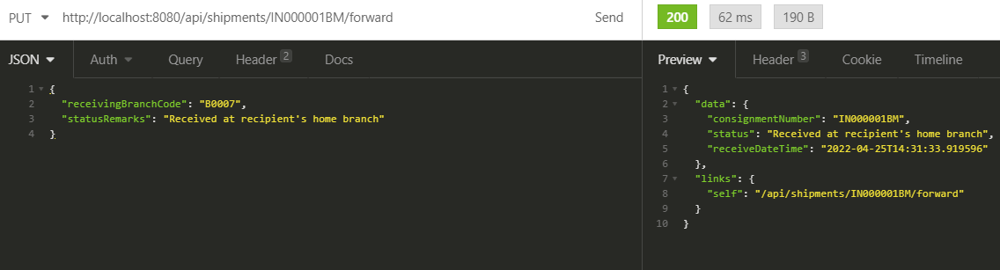 PUT http://localhost:8080/api/shipments/IN000001BM/forward Send
200 62 ms 190 B
JSON Auth Query Header 2 Docs
1 {
2 "receivingBranchCode": "B0007",
3 "statusRemarks": "Received at recipient's home branch"
4 }
Preview Header 3 Cookie Timeline
1 {
2 "data": {
3 "consignmentNumber": "IN000001BM",
4 "status": "Received at recipient's home branch",
5 "receiveDateTime": "2022-04-25T14:31:33.919596"
6 },
7 "links": {
8 "self": "/api/shipments/IN000001BM/forward"
9 }
10 }